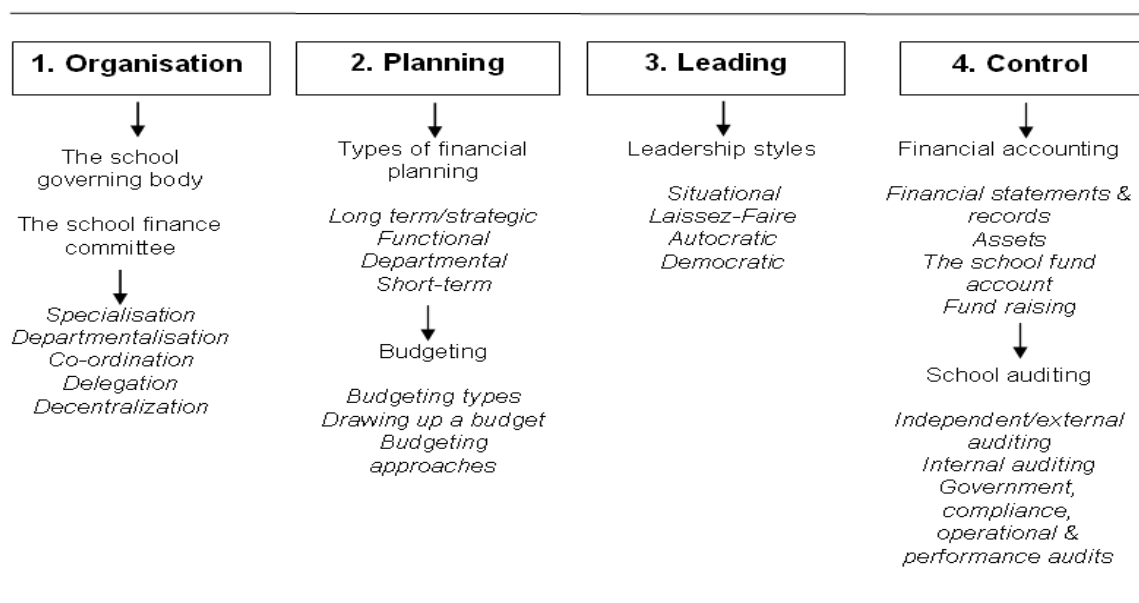 1. Organisation
The school
governing body
The school finance
committee
Specialisation
Departmentalisation
Co-ordination
Delegation
Decentralization
2. Planning
Types of financial
planning
Long term/strategic
Functional
Departmental
Short-term
Budgeting
Budgeting types
Drawing up a budget
Budgeting
approaches
3. Leading
Leadership styles
Situational
Laissez-Faire
Autocratic
Democratic
4. Control
Financial accounting
Financial statements &
records
Assets
The school fund
account
Fund raising
School auditing
Independent/external
auditing
Internal auditing
Government,
compliance,
operational &
performance audits